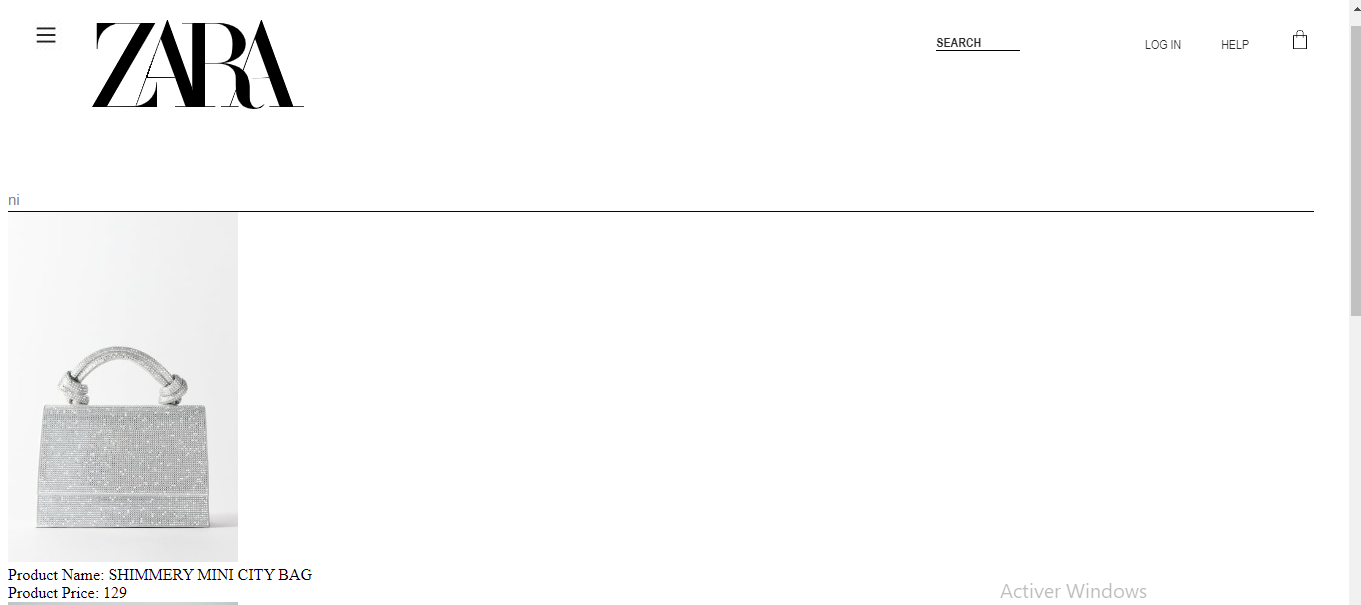 ZARA
SEARCH
LOG IN
HELP
ni
Product Name: SHIMMERY MINI CITY BAG
Product Price: 129
Activer Windows